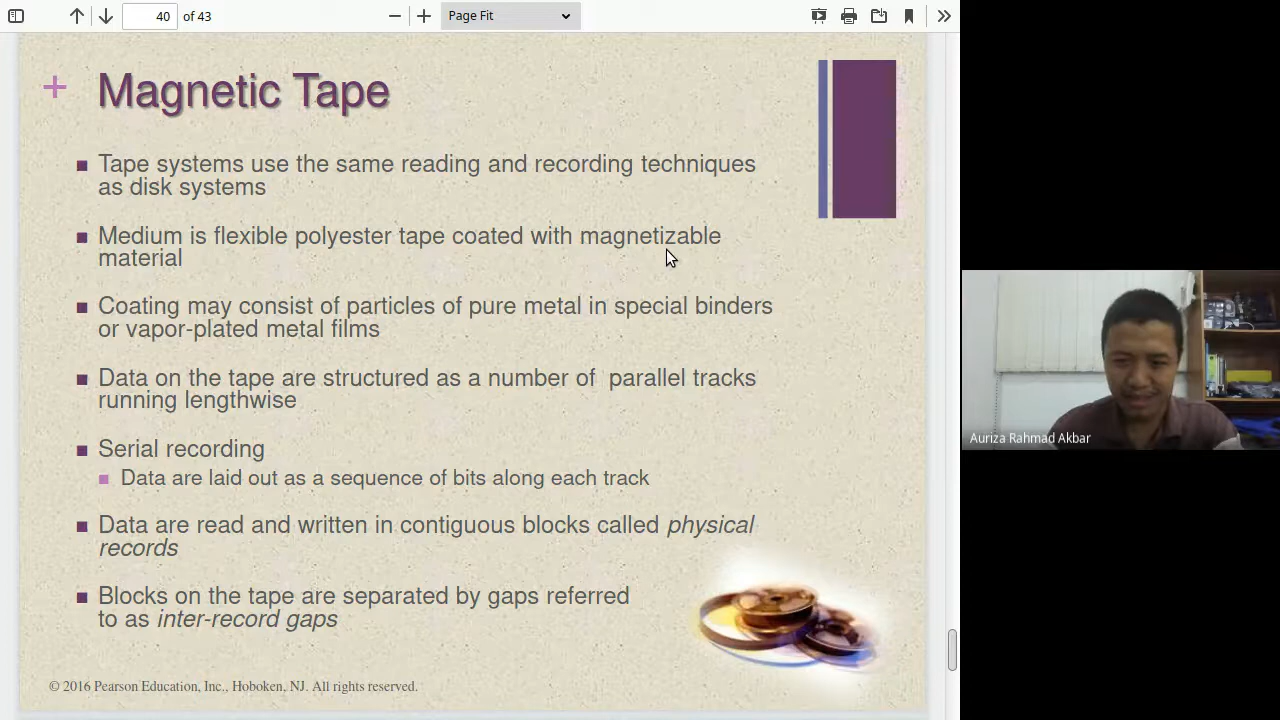 40 of 43 Page Fit
+ Magnetic Tape
■ Tape systems use the same reading and recording techniques
as disk systems
■ Medium is flexible polyester tape coated with magnetizable
material
■ Coating may consist of particles of pure metal in special binders
or vapor-plated metal films
■ Data on the tape are structured as a number of parallel tracks
running lengthwise
■ Serial recording
■ Data are laid out as a sequence of bits along each track
■ Data are read and written in contiguous blocks called physical
records
■ Blocks on the tape are separated by gaps referred
to as inter-record gaps
© 2016 Pearson Education, Inc., Hoboken, NJ. All rights reserved.
Auriza Rahmad Akbar